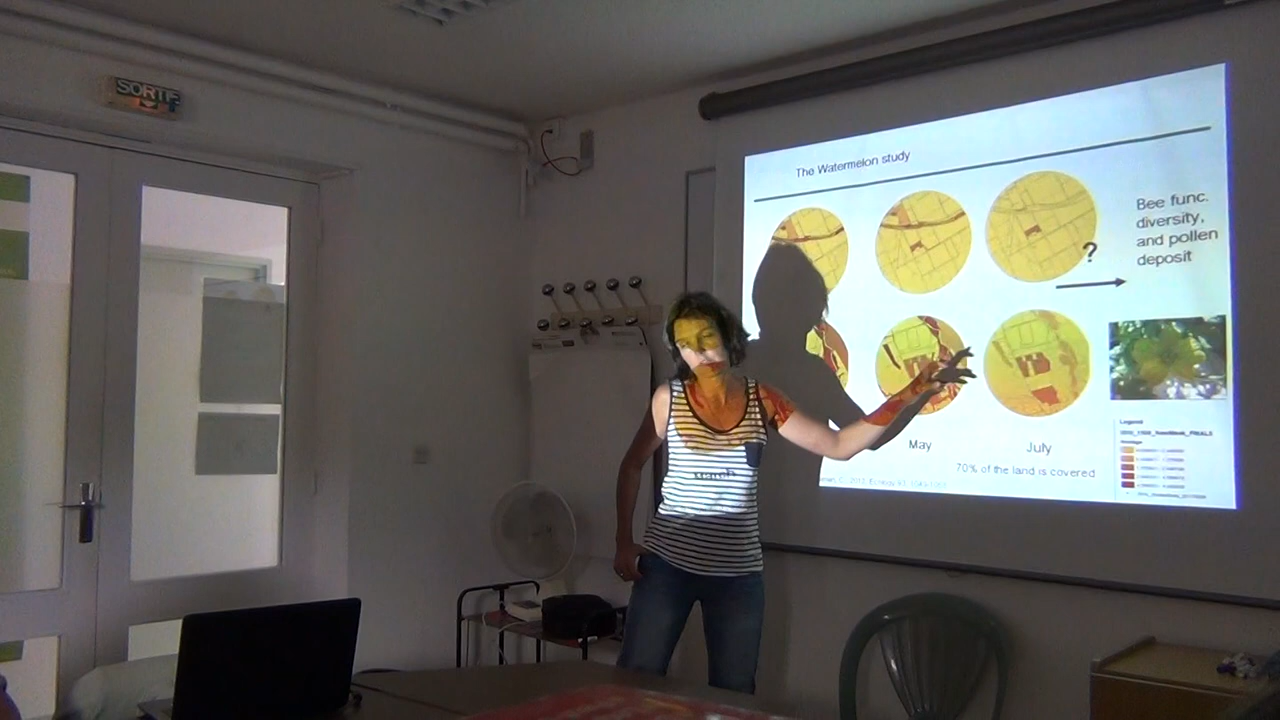 SORTIE
The Watermelon study
Bee func.
diversity,
and pollen
deposit
?
May
July
70% of the land is covered
Legend